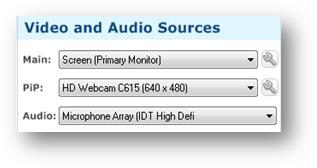 Video and Audio Sources
Main: Screen (Primary Monitor)
PiP: HD Webcam C615 (640 x 480)
Audio: Microphone Array (IDT High Defi